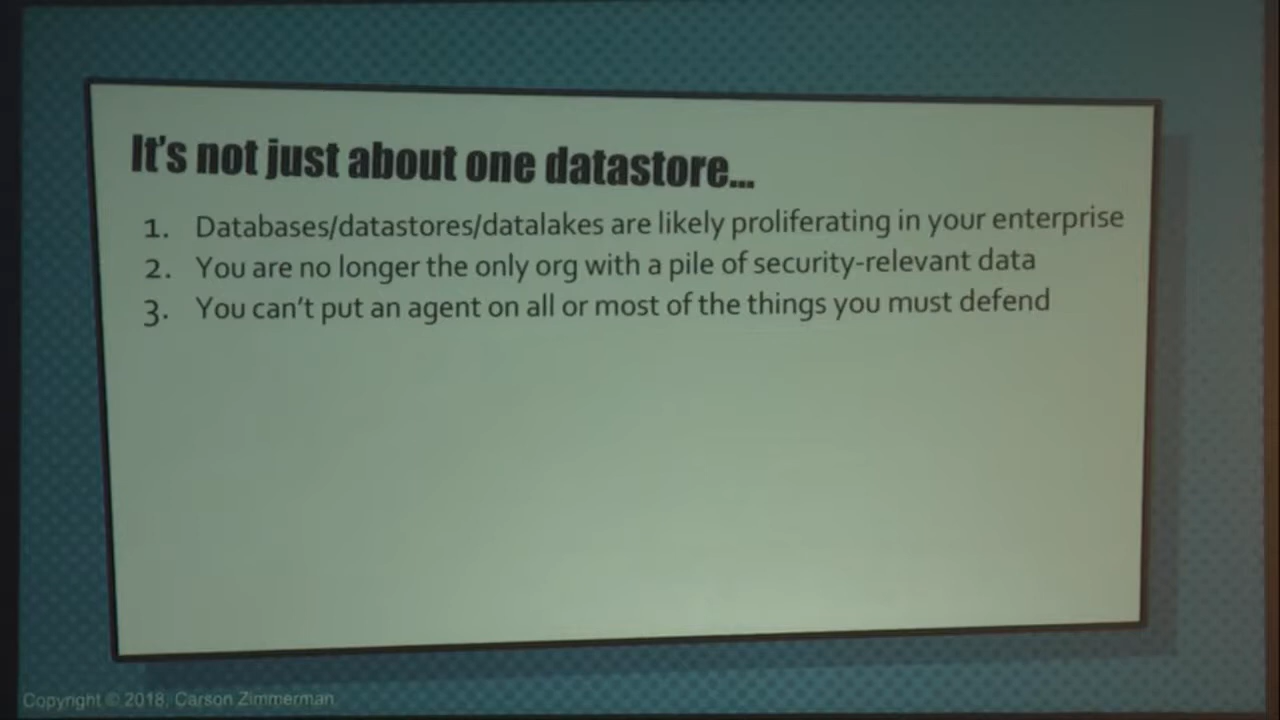 It's not just about one datastore...
1. Databases/datastores/datalakes are likely proliferating in your enterprise
2. You are no longer the only org with a pile of security-relevant data
3. You can't put an agent on all or most of the things you must defend
Copyright © 2018, Carson Zimmerman